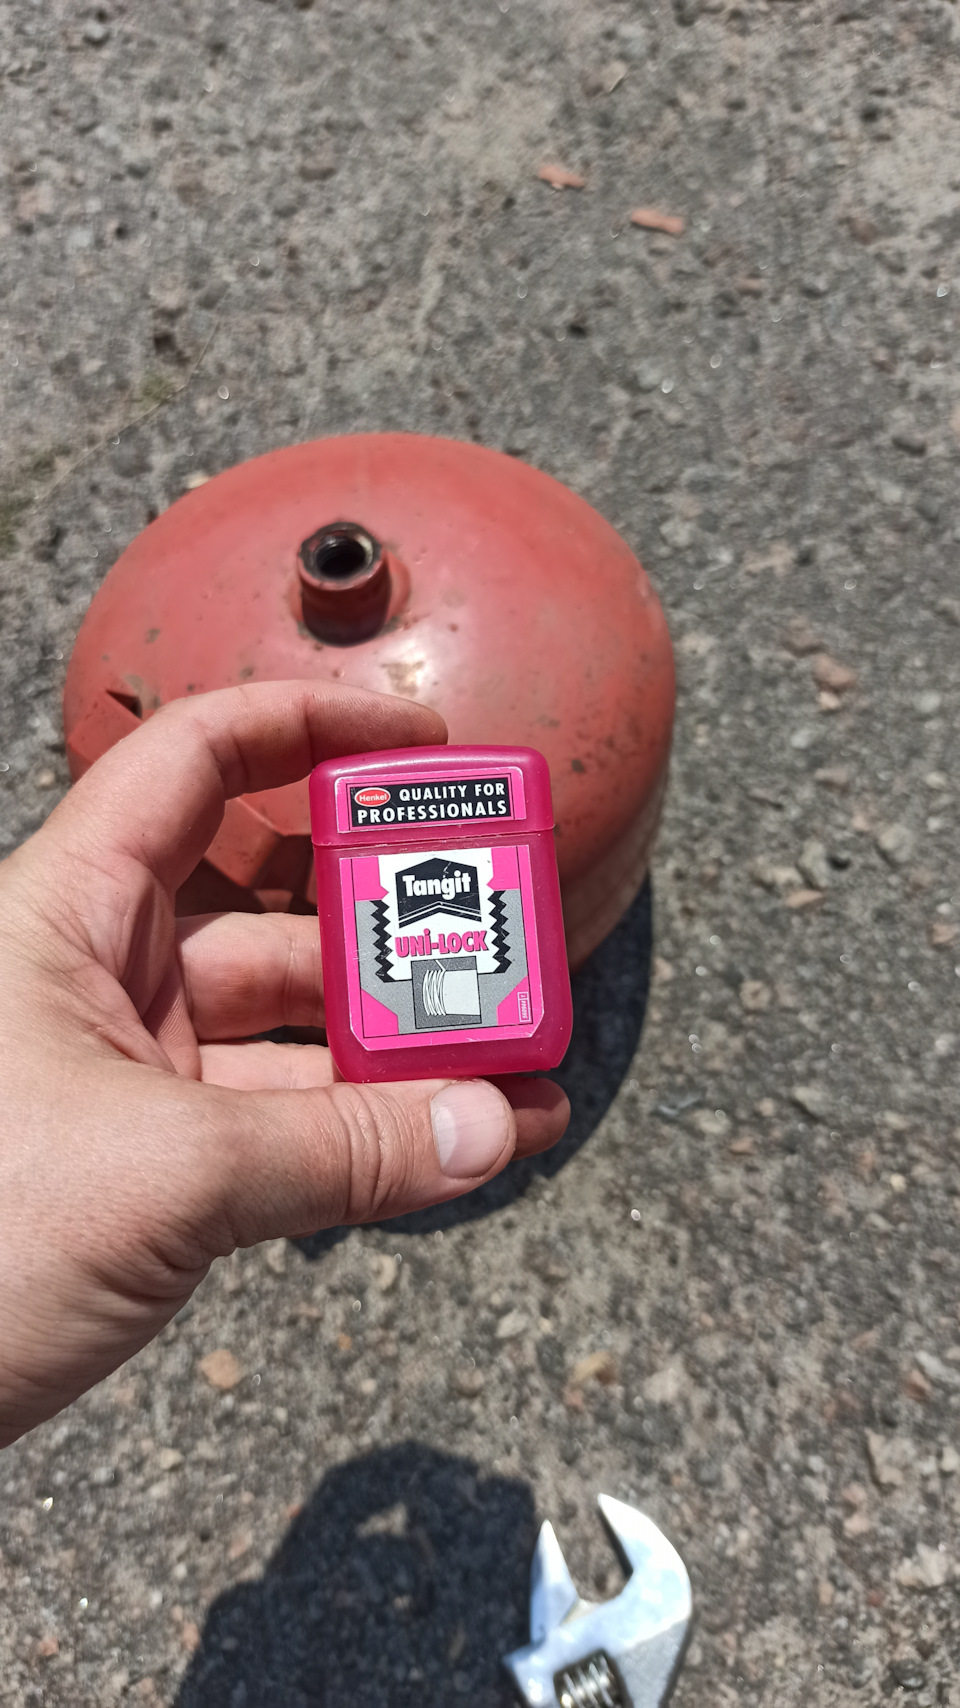 Henkel QUALITY FOR
PROFESSIONALS
Tangit
UNi-LOCK